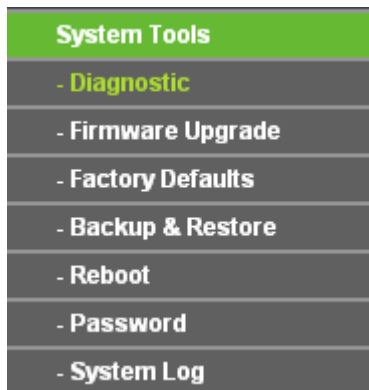 System Tools
- Diagnostic
- Firmware Upgrade
- Factory Defaults
- Backup & Restore
- Reboot
- Password
- System Log